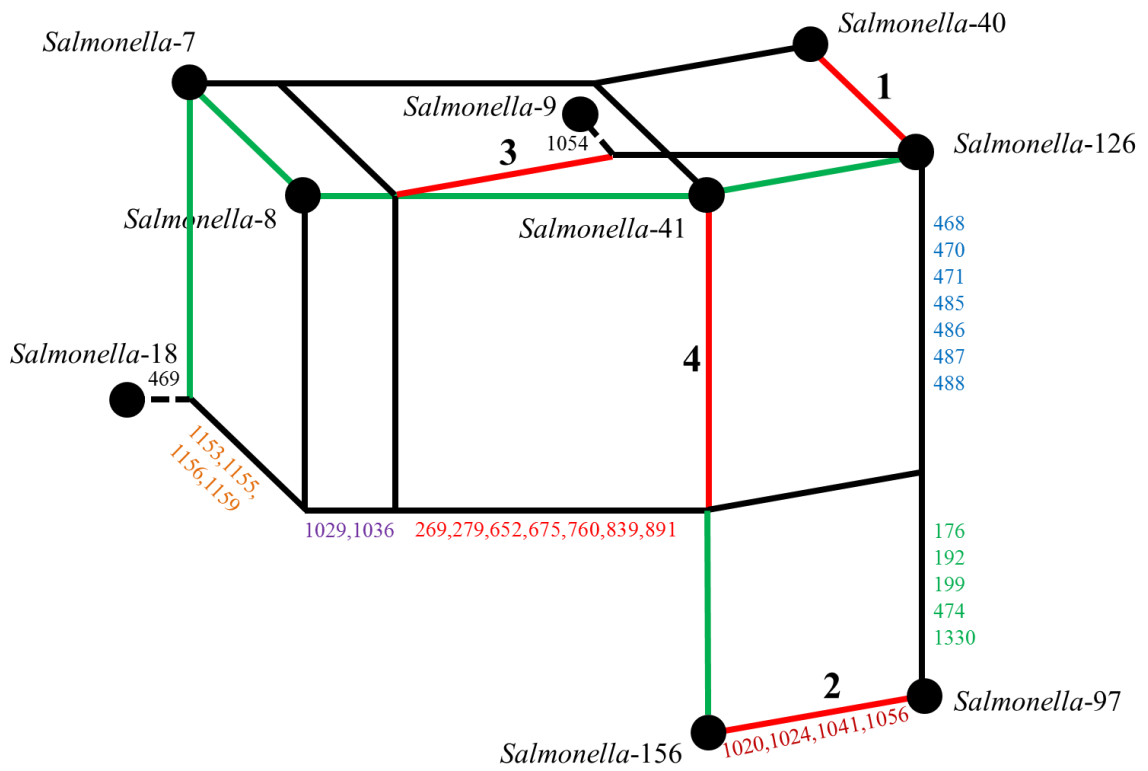 Salmonella-40
Salmonella-7
1
Salmonella-9
1054
3
Salmonella-126
Salmonella-8
Salmonella-41
468
470
471
485
486
487
488
Salmonella-18
469
4
1153,1155,
1156,1159
1029,1036
269,279,652,675,760,839,891
176
192
199
474
1330
2
Salmonella-97
1020,1024,1041,1056
Salmonella-156